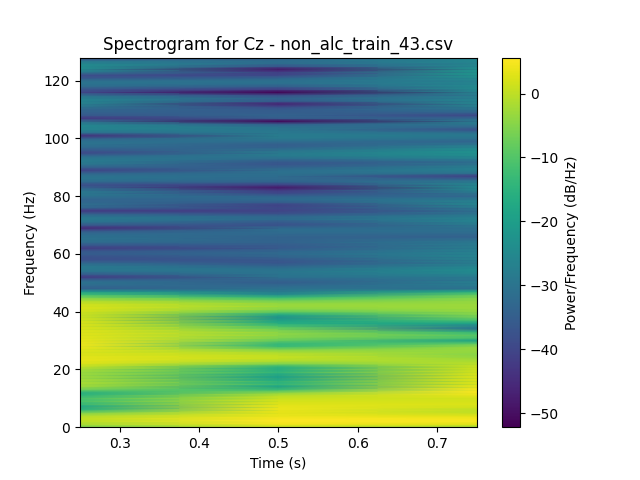 Spectrogram for Cz - non_alc_train_43.csv
120
100
80
60
40
20
0
Frequency (Hz)
0.3 0.4 0.5 0.6 0.7
Time (s)
0
−10
−20
−30
−40
−50
Power/Frequency (dB/Hz)